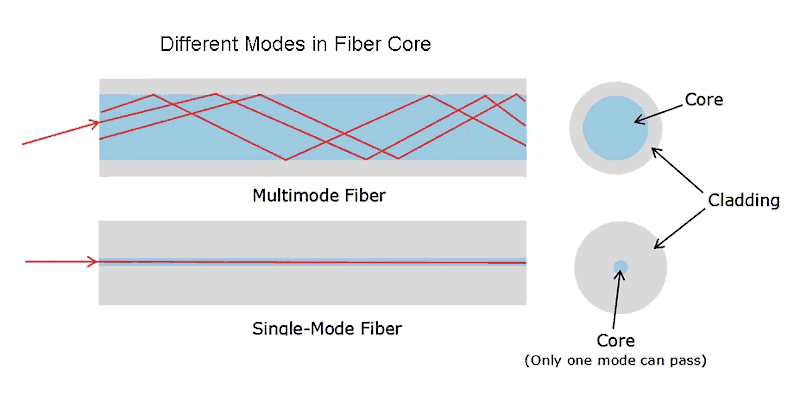 Different Modes in Fiber Core
Core
Multimode Fiber
Cladding
Single-Mode Fiber
Core
(Only one mode can pass)